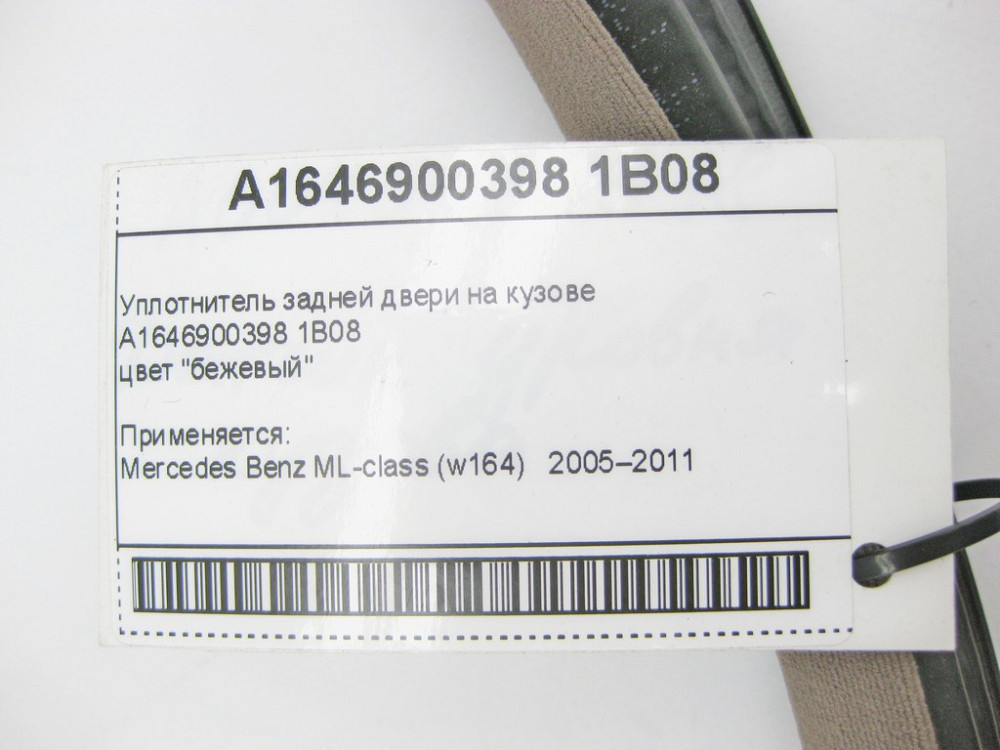 A1646900398 1B08
Уплотнитель задней двери на кузове
A1646900398 1B08
цвет "бежевый"
Применяется:
Mercedes Benz ML-class (w164) 2005–2011